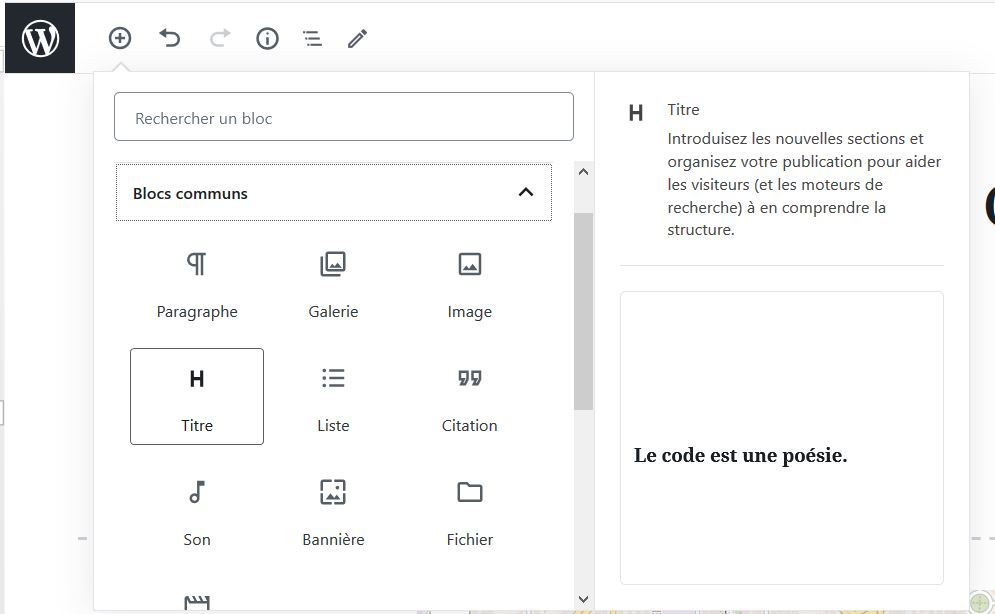 Rechercher un bloc
Blocs communs
Paragraphe
Galerie
Image
Titre
Liste
Citation
Son
Bannière
Fichier
H Titre
Introduisez les nouvelles sections et
organisez votre publication pour aider
les visiteurs (et les moteurs de
recherche) à en comprendre la
structure.
Le code est une poésie.